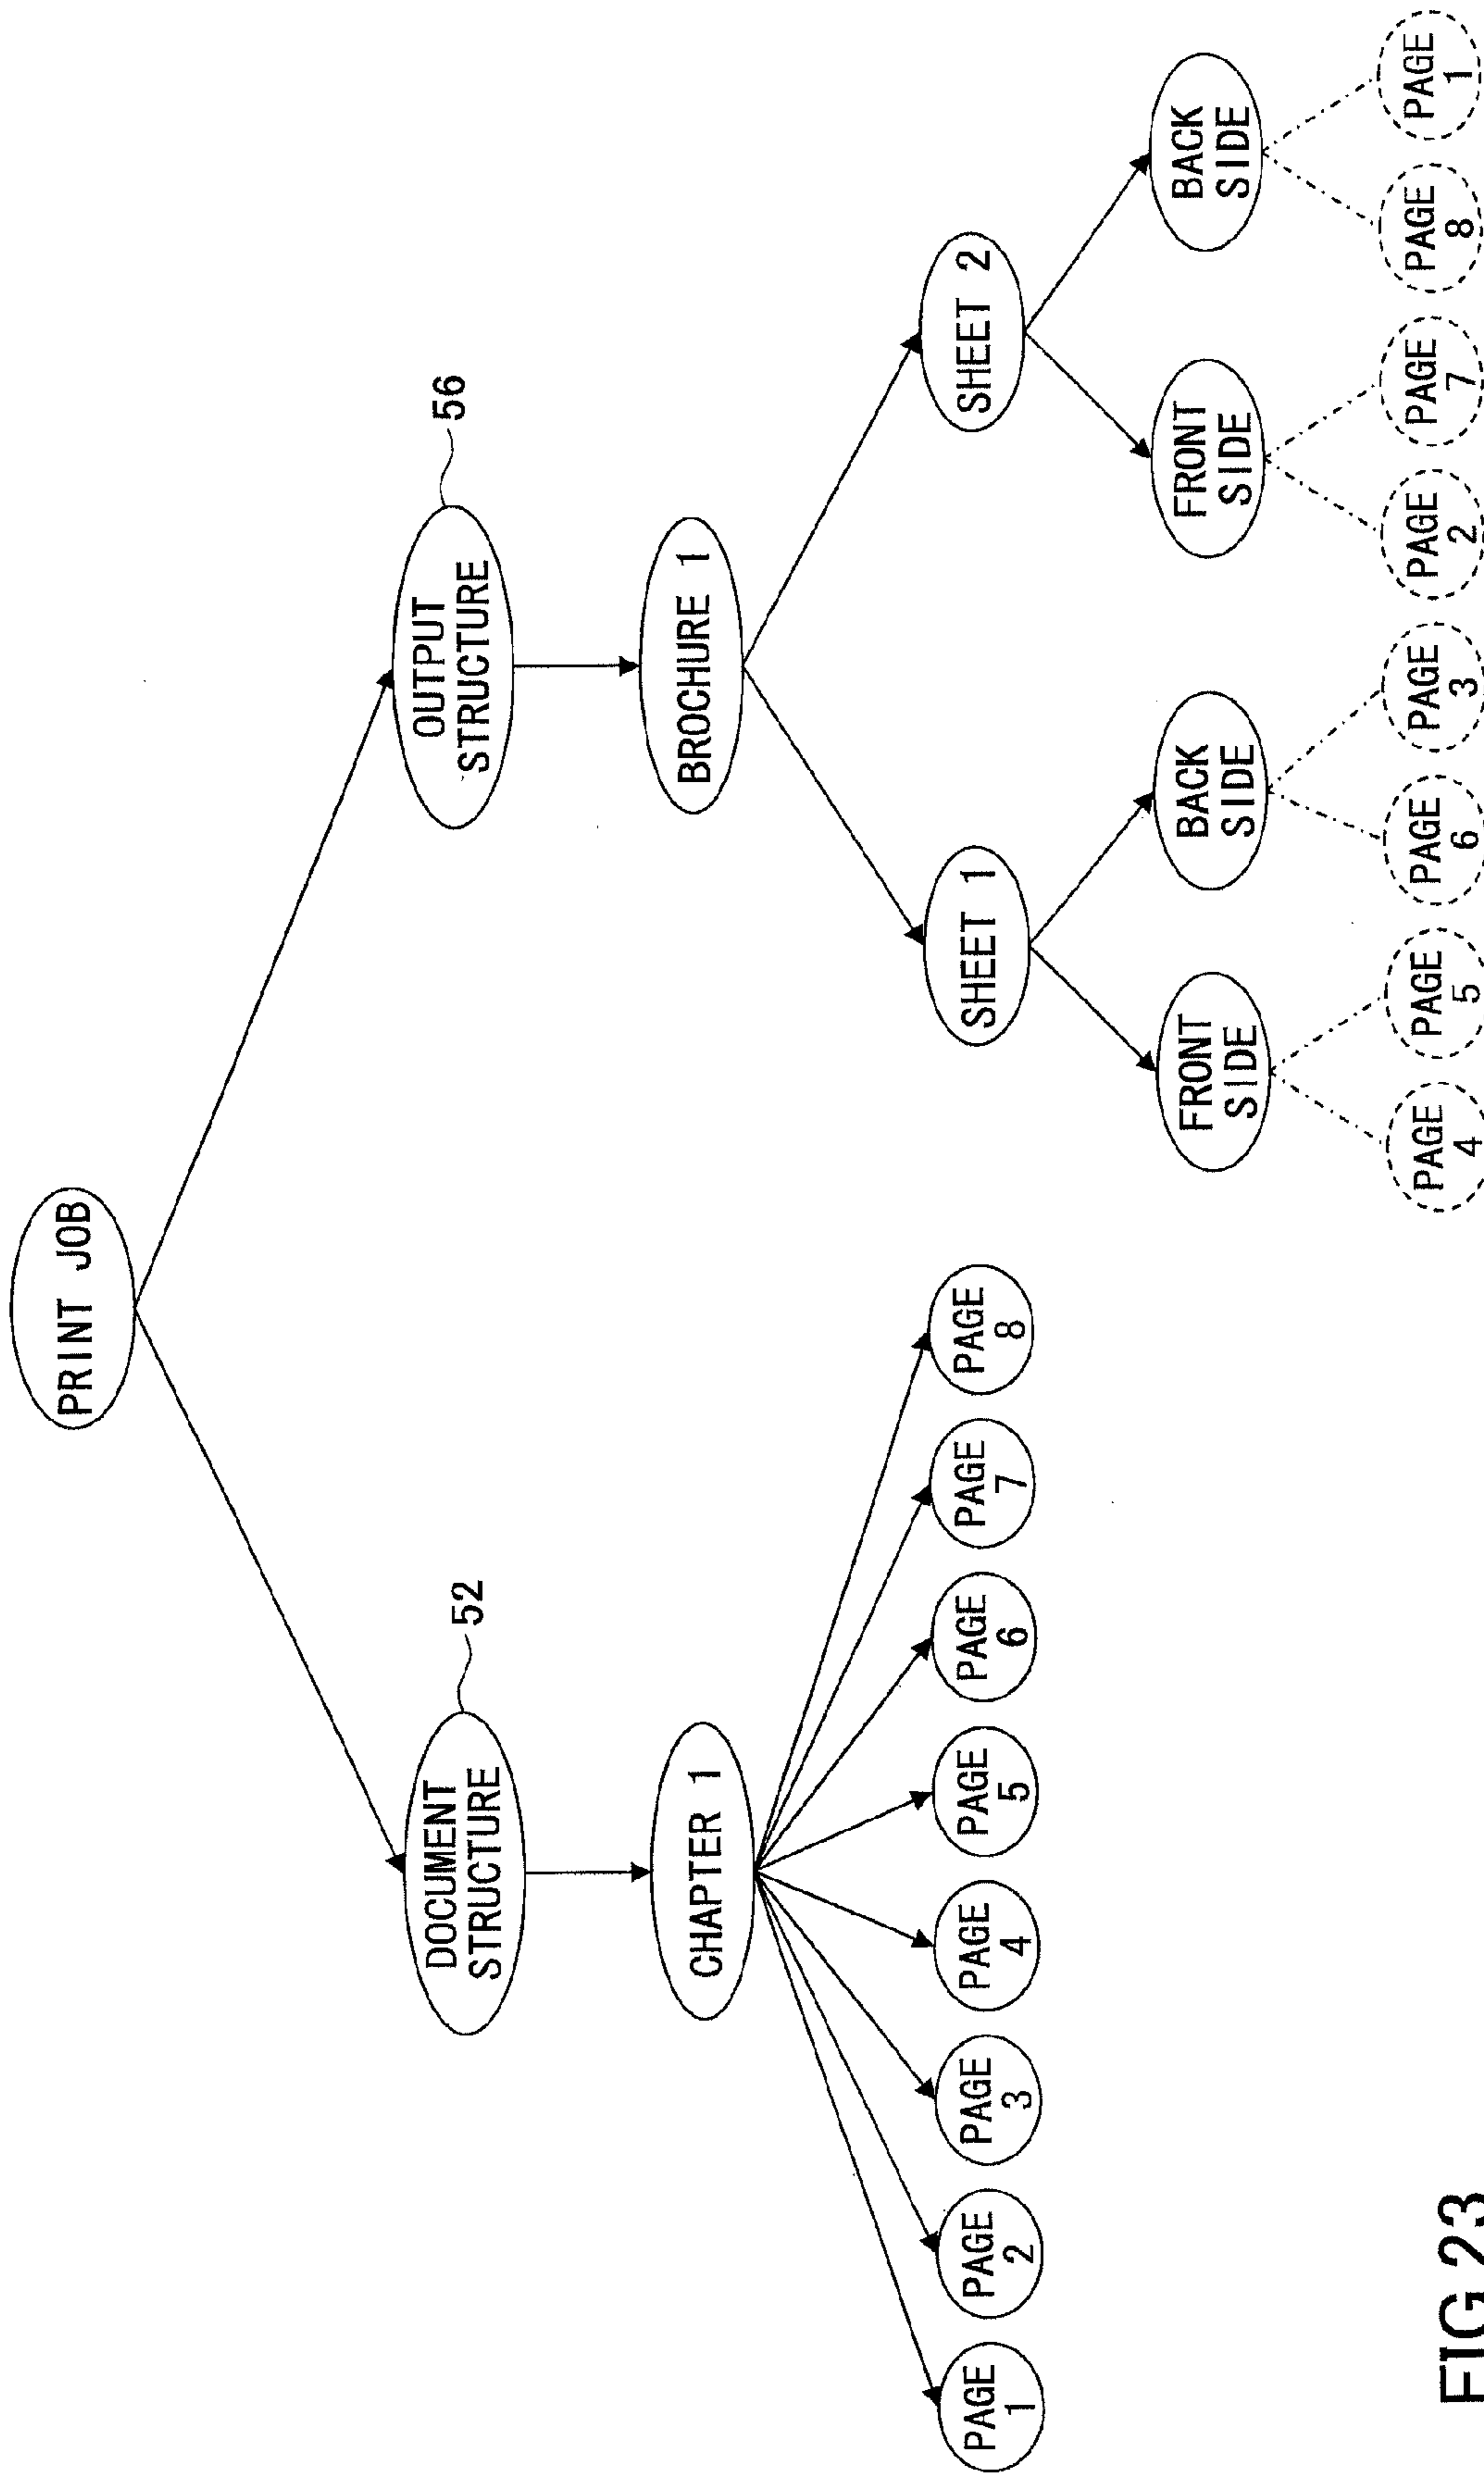 PRINT JOB
DOCUMENT
STRUCTURE
52
OUTPUT
STRUCTURE
56
CHAPTER 1
BROCHURE 1
PAGE
1
PAGE
2
PAGE
3
PAGE
4
PAGE
5
PAGE
6
PAGE
7
PAGE
8
SHEET 1
SHEET 2
FRONT
SIDE
BACK
SIDE
FRONT
SIDE
BACK
SIDE
PAGE
4
PAGE
5
PAGE
6
PAGE
3
PAGE
2
PAGE
7
PAGE
8
PAGE
1
FIG.23